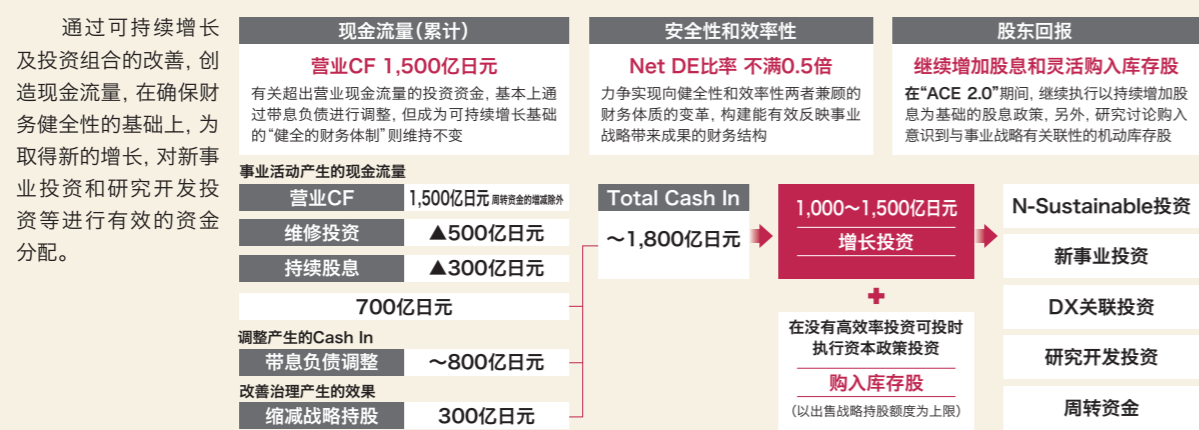 通过可持续增长
及投资组合的改善, 创
造现金流量, 在确保财
务健全性的基础上, 为
取得新的增长, 对新事
业投资和研究开发投
资等进行有效的资金
分配。
现金流量(累计)
营业CF 1,500亿日元
有关超出营业现金流量的投资资金, 基本上通
过带息负债进行调整, 但成为可持续增长基础
的“健全的财务体制”则维持不变
安全性和效率性
Net DE比率 不满0.5倍
力争实现向健全性和效率性两者兼顾的
财务体质的变革, 构建能有效反映事业
战略带来成果的财务结构
股东回报
继续增加股息和灵活购入库存股
在“ACE 2.0”期间, 继续执行以持续增加股
息为基础的股息政策, 另外, 研究讨论购入
意识到与事业战略有关联性的机动库存股
事业活动产生的现金流量
营业CF 1,500亿日元 周转资金的增减除外
维修投资 ▲500亿日元
持续股息 ▲300亿日元
700亿日元
调整产生的Cash In
带息负债调整 ～800亿日元
改善治理产生的效果
缩减战略持股 300亿日元
Total Cash In
～1,800亿日元
1,000～1,500亿日元
增长投资
+
在没有高效率投资可投时
执行资本政策投资
购入库存股
(以出售战略持股额度为上限)
N-Sustainable投资
新事业投资
DX关联投资
研究开发投资
周转资金